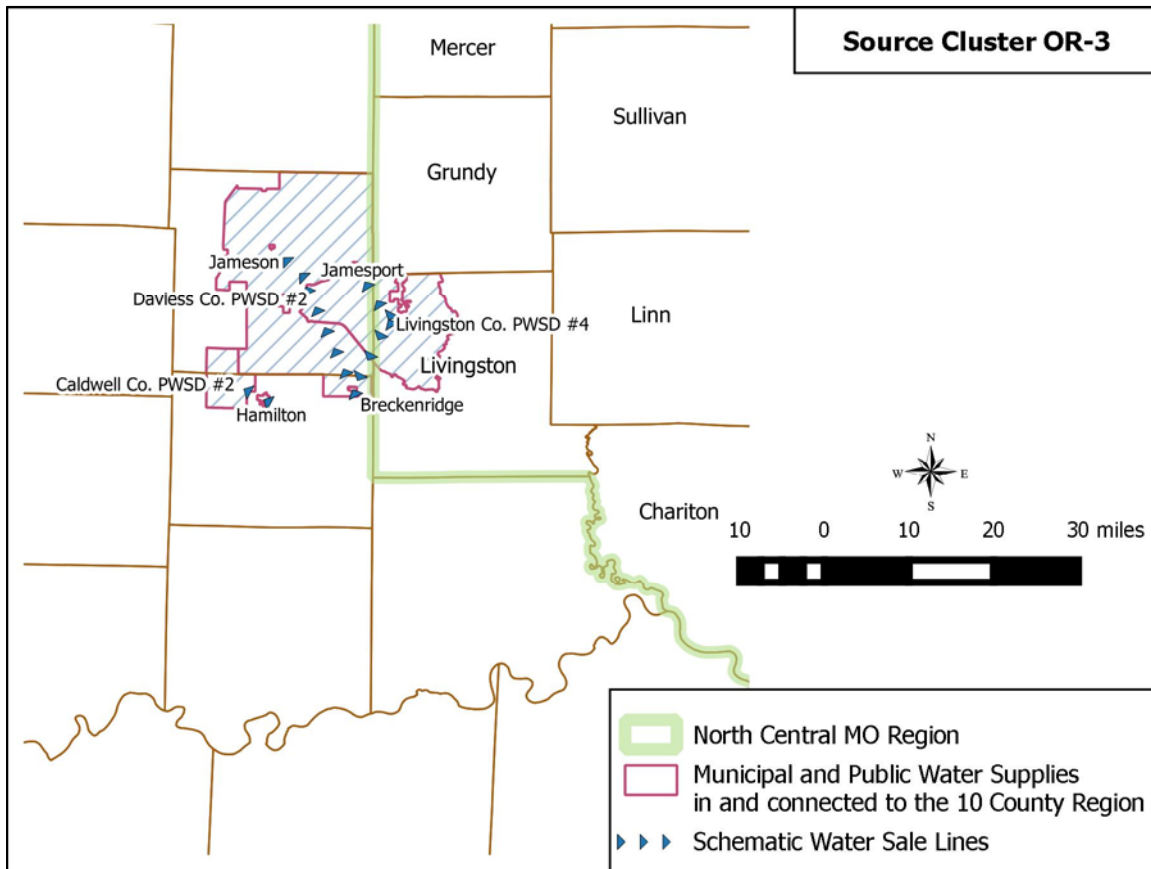 Source Cluster OR-3
Mercer
Sullivan
Grundy
Jameson
Jamesport
Daviess Co. PWSD #2
Livingston Co. PWSD #4
Linn
Livingston
Caldwell Co. PWSD #2
Hamilton
Breckenridge
N
W E
S
Chariton
10 0 10 20 30 miles
North Central MO Region
Municipal and Public Water Supplies
in and connected to the 10 County Region
Schematic Water Sale Lines